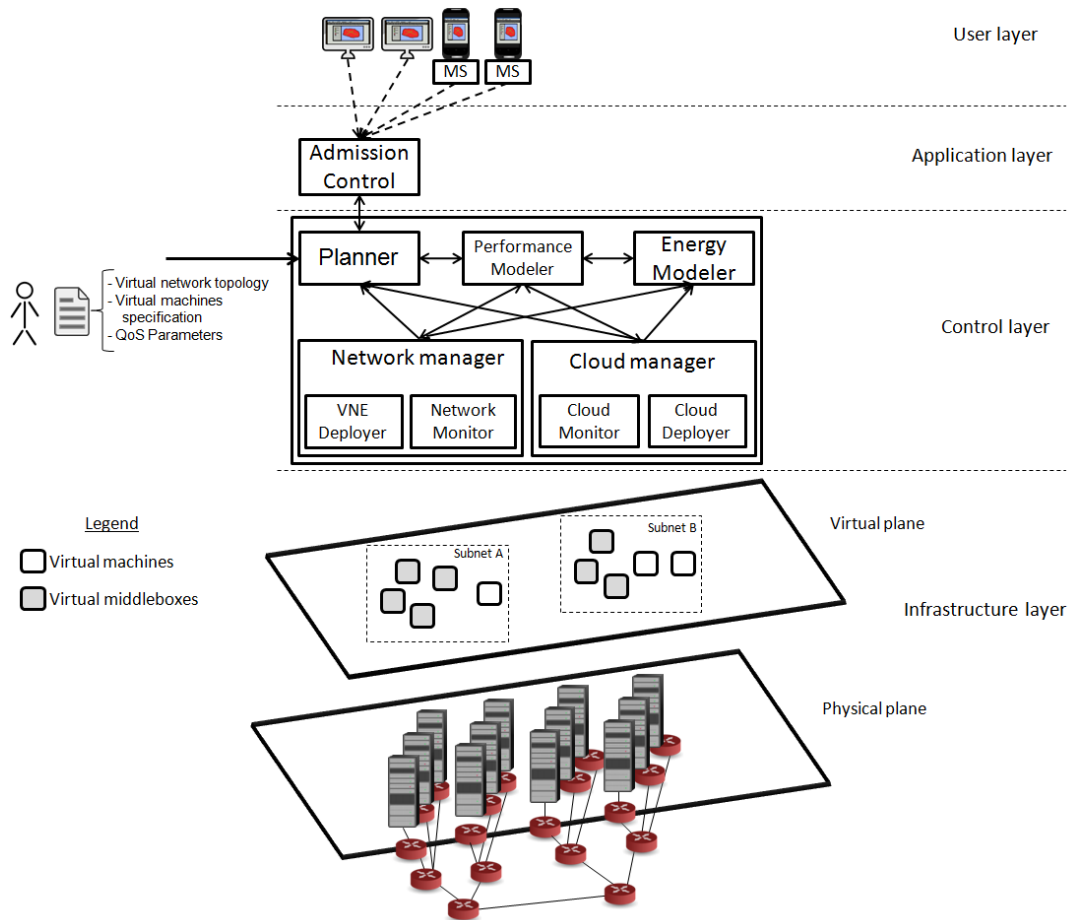 User layer
MS
MS
Admission
Control
Application layer
Planner
Performance
Modeler
Energy
Modeler
- Virtual network topology
- Virtual machines
specification
- QoS Parameters
Control layer
Network manager
Cloud manager
VNE
Deployer
Network
Monitor
Cloud
Monitor
Cloud
Deployer
Legend
Virtual machines
Virtual middleboxes
Virtual plane
Subnet A
Subnet B
Infrastructure layer
Physical plane